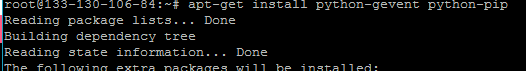 root@133-130-106-84:~# apt-get install python-gevent python-pip
Reading package lists... Done
Building dependency tree
Reading state information... Done
The following extra packages will be installed: